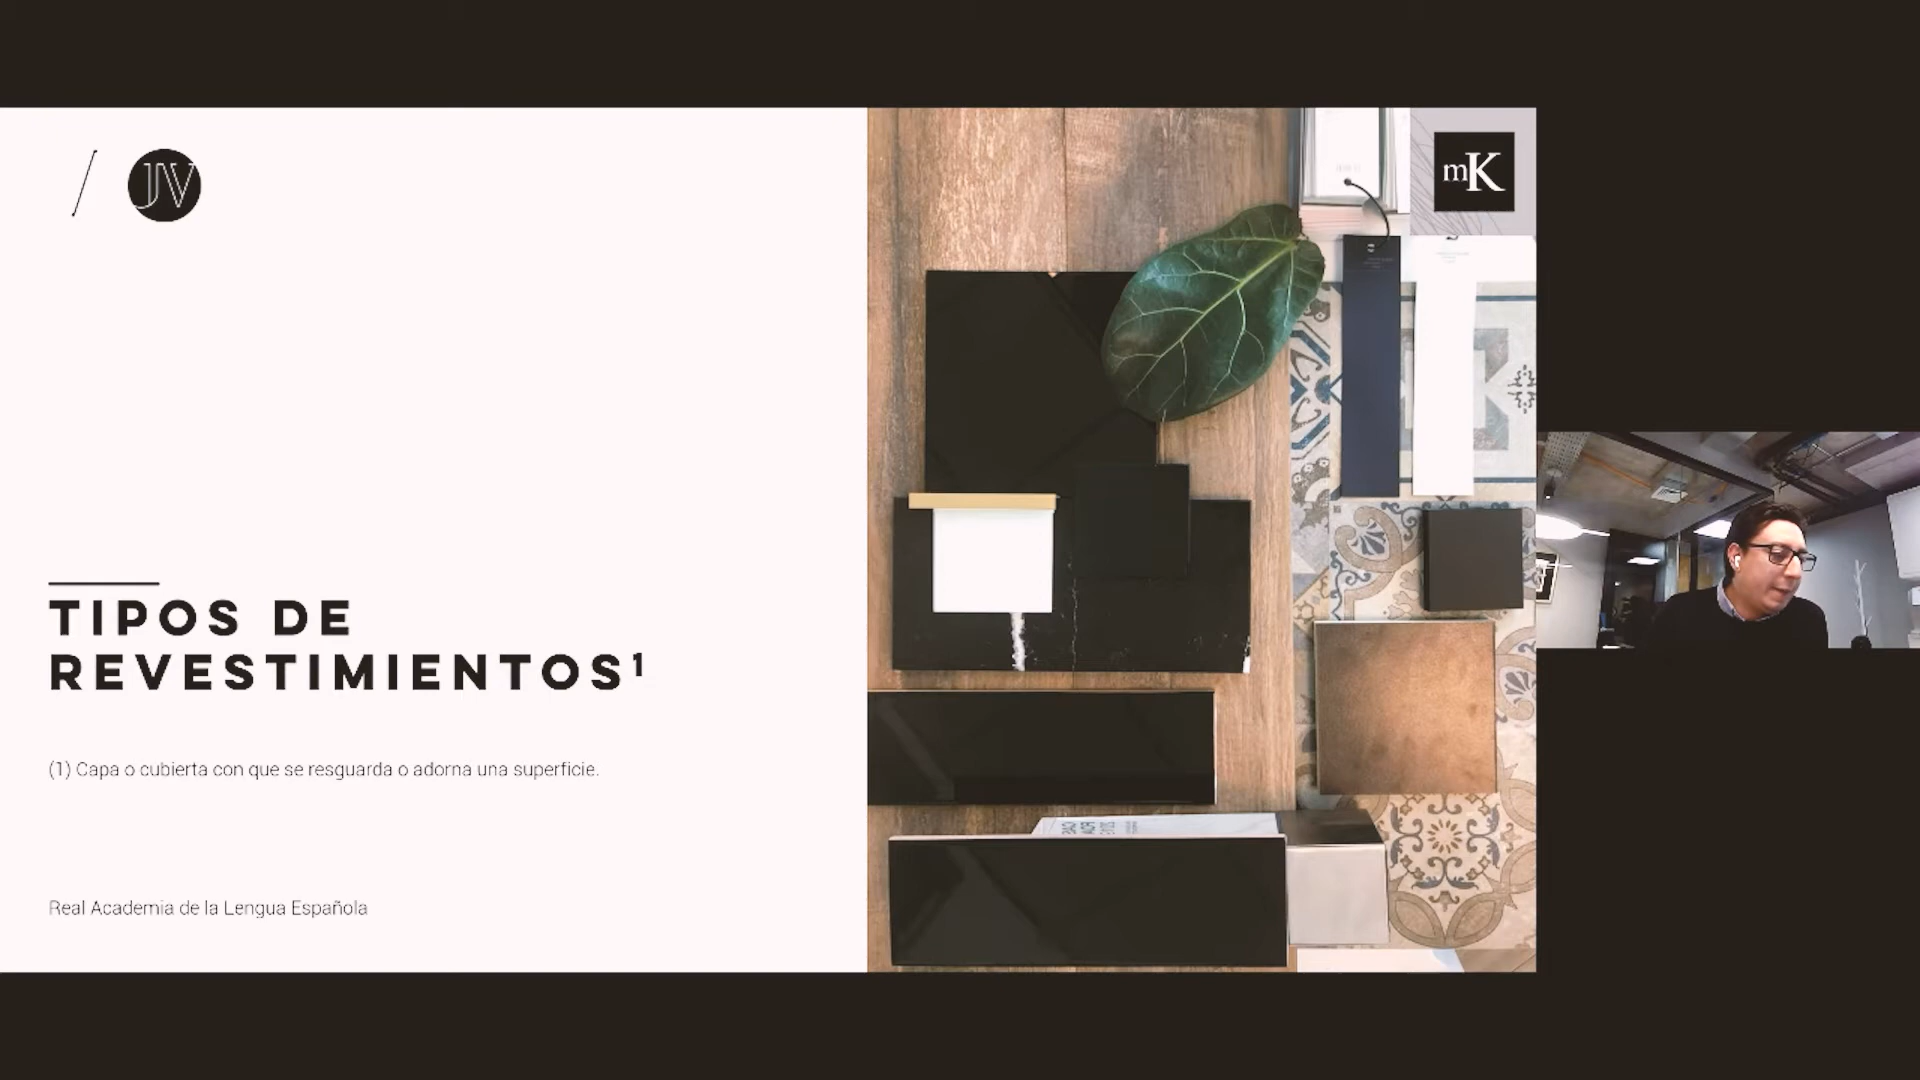 JV
mK
TIPOS DE
REVESTIMIENTOS¹
(1) Capa o cubierta con que se resguarda o adorna una superficie.
Real Academia de la Lengua Española